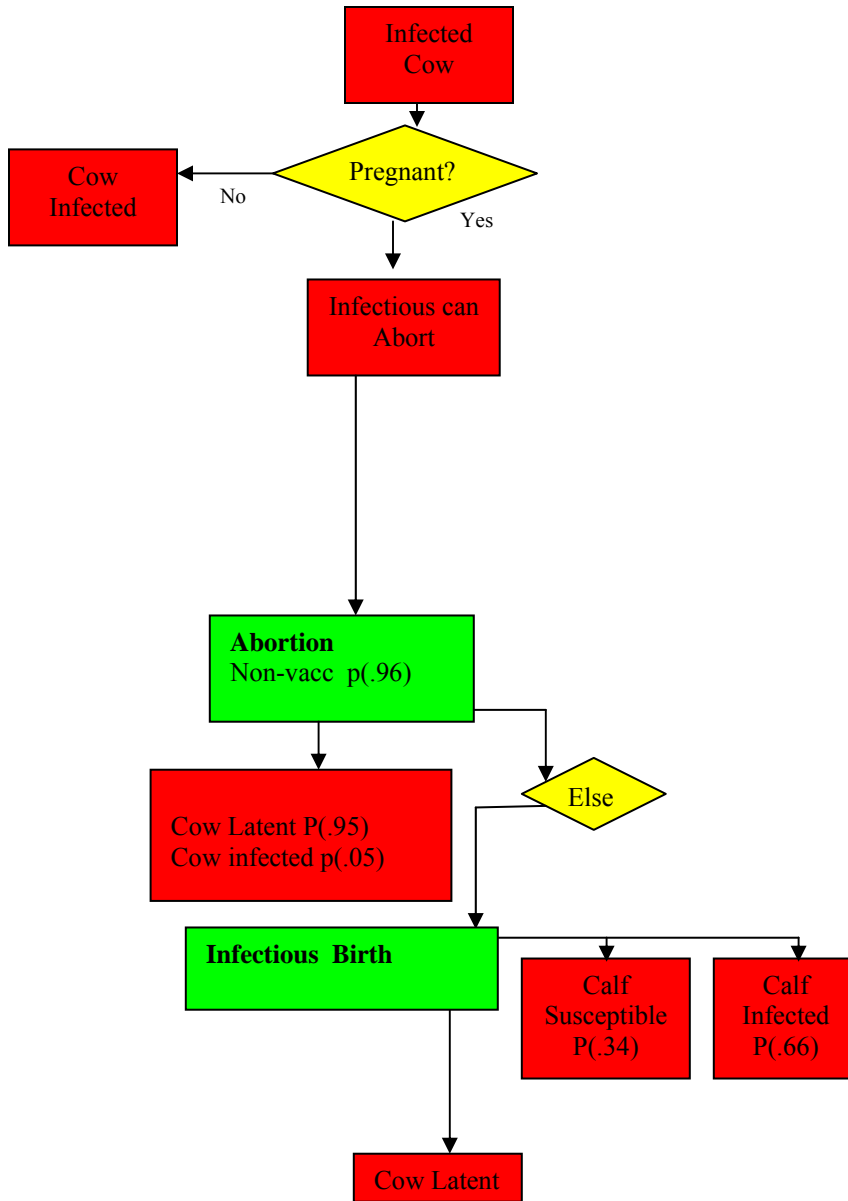 Infected
Cow
Pregnant?
Cow
Infected
No
Yes
Infectious can
Abort
Abortion
Non-vacc p(.96)
Else
Cow Latent P(.95)
Cow infected p(.05)
Infectious Birth
Calf
Susceptible
P(.34)
Calf
Infected
P(.66)
Cow Latent